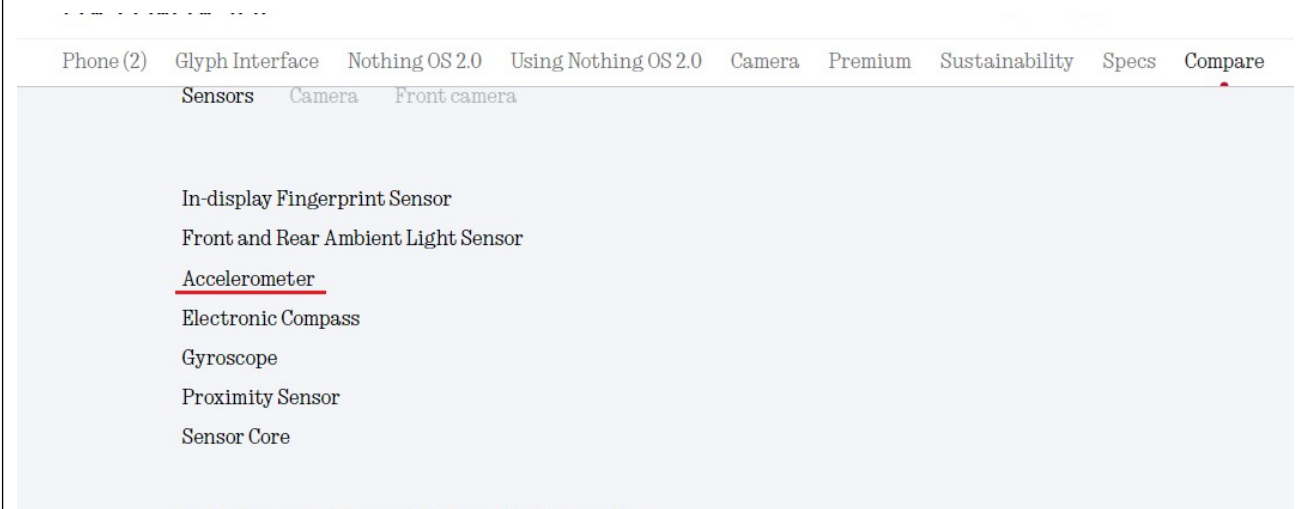 Phone (2) Glyph Interface Nothing OS 2.0 Using Nothing OS 2.0 Camera Premium Sustainability Specs Compare
Sensors Camera Front camera
In-display Fingerprint Sensor
Front and Rear Ambient Light Sensor
Accelerometer
Electronic Compass
Gyroscope
Proximity Sensor
Sensor Core